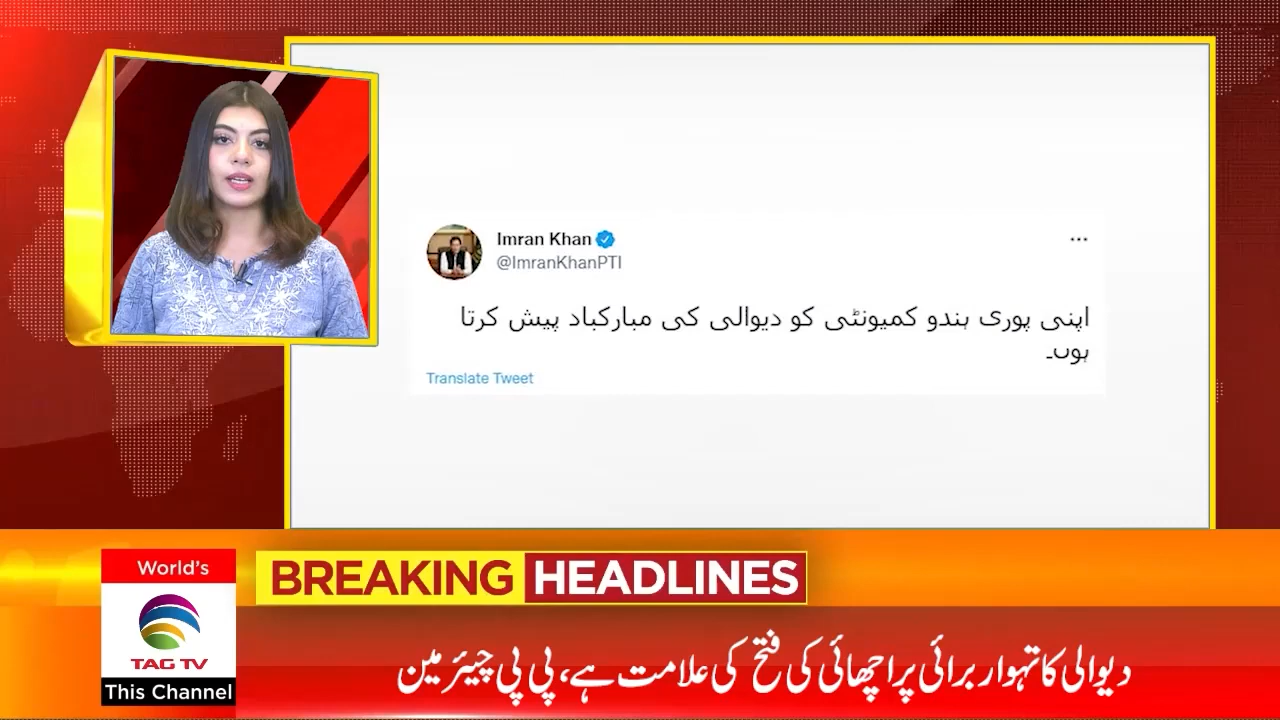 Imran Khan
@ImranKhanPTI
...
اپنی پوری ہندو کمیونٹی کو دیوالی کی مبارکباد پیش کرتا
ہوں۔
Translate Tweet
World's
TAG TV
This Channel
BREAKING HEADLINES
دیوالی کا تہوار برائی پر اچھائی کی فتح کی علامت ہے، پی پی چیئرمین